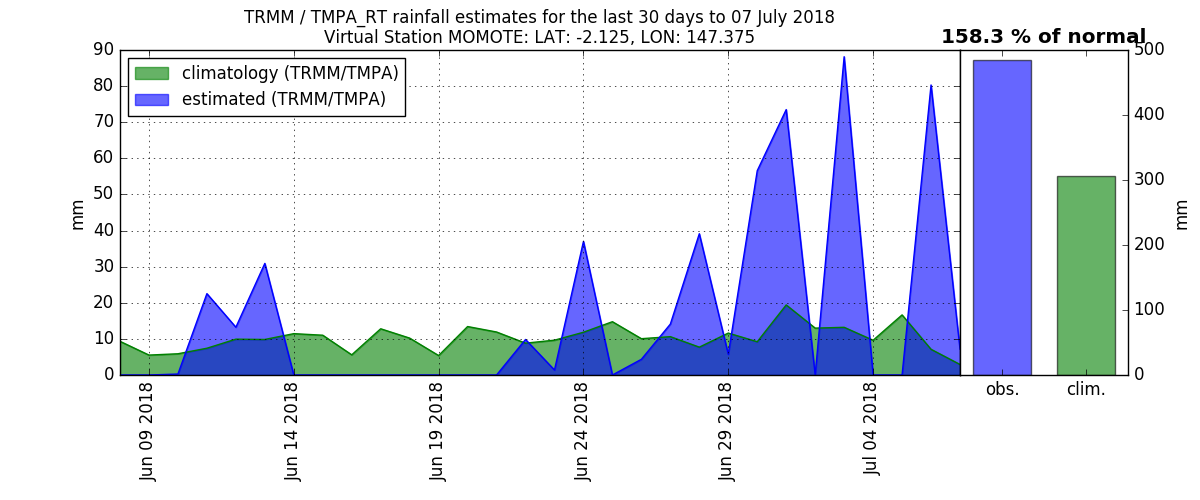 TRMM / TMPA_RT rainfall estimates for the last 30 days to 07 July 2018
Virtual Station MOMOTE: LAT: -2.125, LON: 147.375
158.3 % of normal
climatology (TRMM/TMPA)
estimated (TRMM/TMPA)
90
80
70
60
50
40
30
20
10
0
mm
Jun 09 2018
Jun 14 2018
Jun 19 2018
Jun 24 2018
Jun 29 2018
Jul 04 2018
obs.
clim.
500
400
300
200
100
0
mm